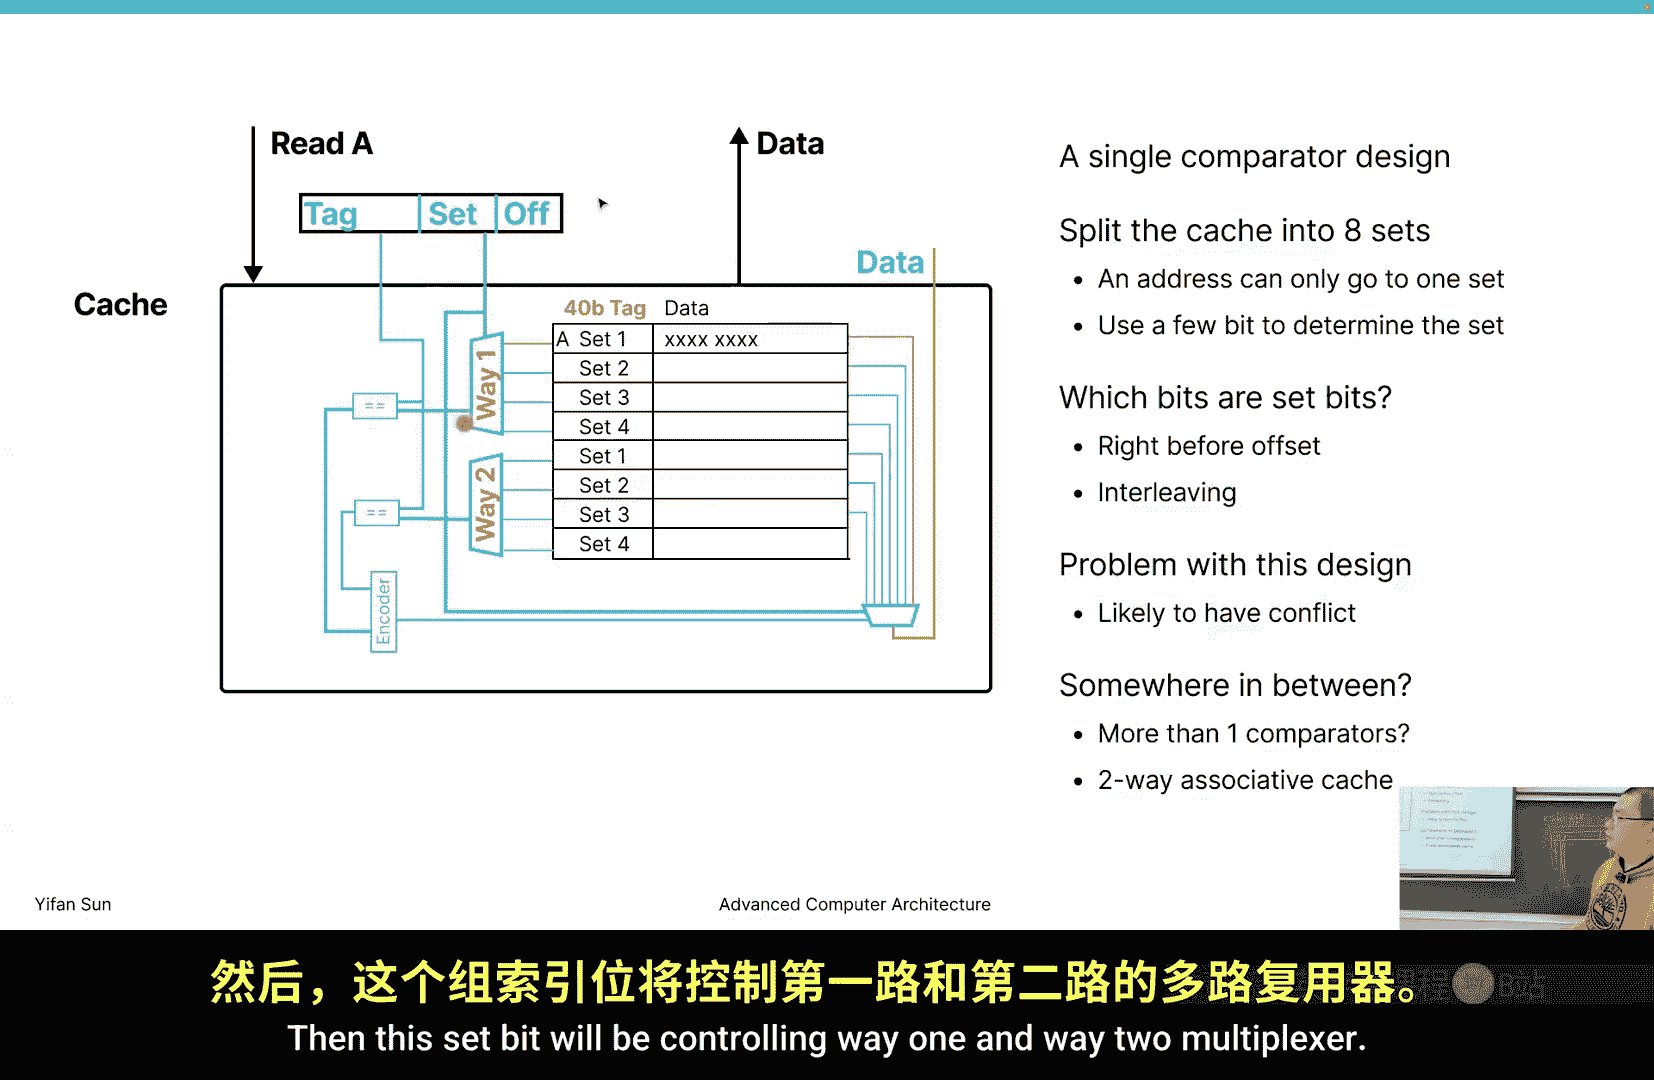 Read A
Data
Tag Set Off
Data
Cache
40b Tag Data
A Set 1 xxxx xxxx
Set 2
Set 3
Set 4
Set 1
Set 2
Set 3
Set 4
Way 1
Way 2
==
==
Encoder
A single comparator design
Split the cache into 8 sets
• An address can only go to one set
• Use a few bit to determine the set
Which bits are set bits?
• Right before offset
• Interleaving
Problem with this design
• Likely to have conflict
Somewhere in between?
• More than 1 comparators?
• 2-way associative cache
Yifan Sun
Advanced Computer Architecture
然后，这个组索引位将控制第一路和第二路的多路复用器。
Then this set bit will be controlling way one and way two multiplexer.